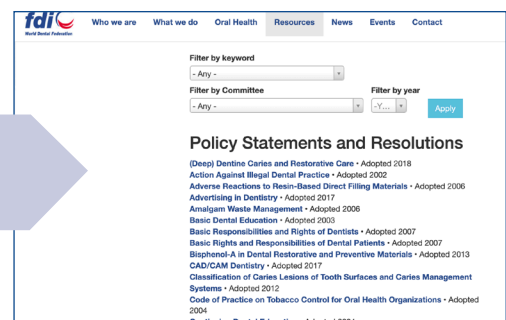 fdi
World Dental Federation
Who we are What we do Oral Health Resources News Events Contact
Filter by keyword
- Any -
Filter by Committee Filter by year
- Any - -Y... Apply
Policy Statements and Resolutions
(Deep) Dentine Caries and Restorative Care • Adopted 2018
Action Against Illegal Dental Practice • Adopted 2002
Adverse Reactions to Resin-Based Direct Filling Materials • Adopted 2006
Advertising in Dentistry • Adopted 2017
Amalgam Waste Management • Adopted 2006
Basic Dental Education • Adopted 2003
Basic Responsibilities and Rights of Dentists • Adopted 2007
Basic Rights and Responsibilities of Dental Patients • Adopted 2007
Bisphenol-A in Dental Restorative and Preventive Materials • Adopted 2013
CAD/CAM Dentistry • Adopted 2017
Classification of Caries Lesions of Tooth Surfaces and Caries Management
Systems • Adopted 2012
Code of Practice on Tobacco Control for Oral Health Organizations • Adopted
2004